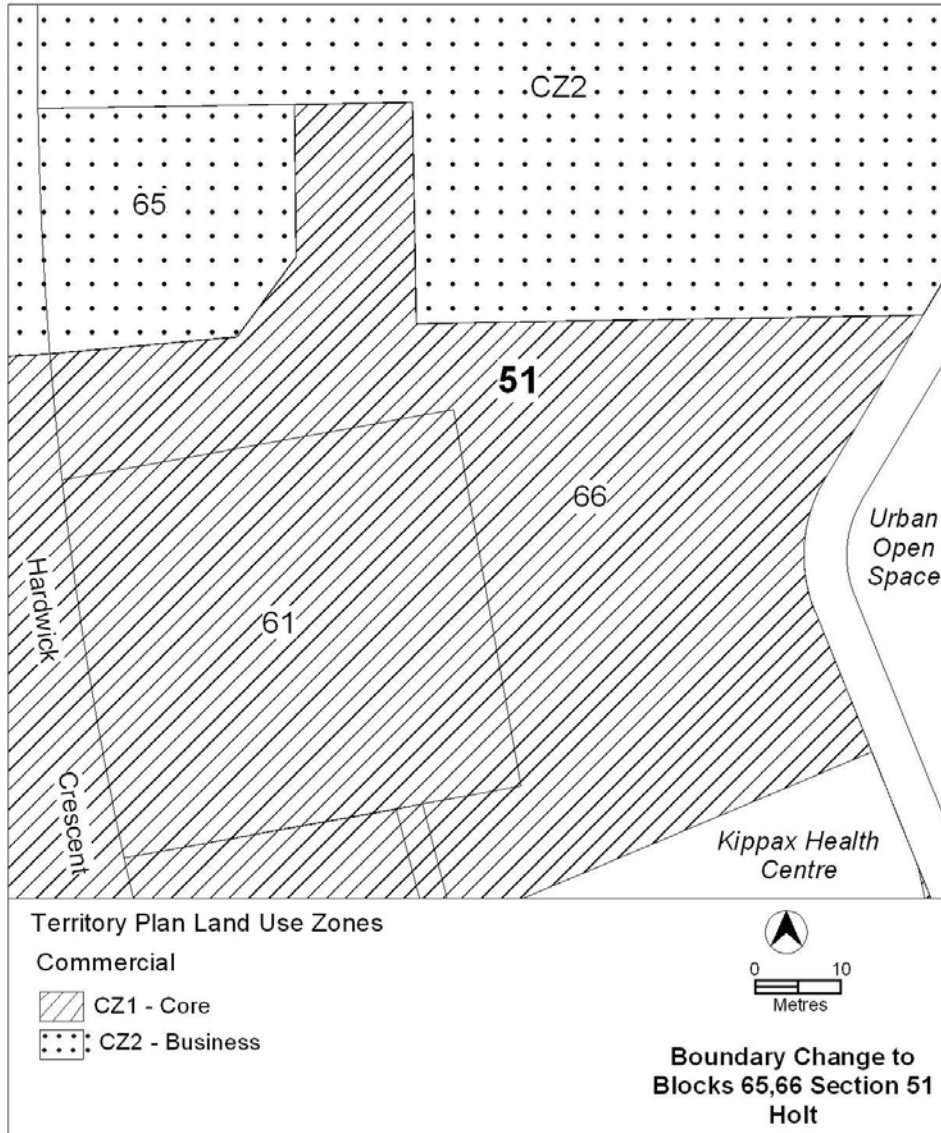 CZ2
65
51
66
Urban
Open
Space
Hardwick
61
Crescent
Kippax Health
Centre
Territory Plan Land Use Zones
Commercial
CZ1 - Core
CZ2 - Business
0 10
Metres
Boundary Change to
Blocks 65,66 Section 51
Holt